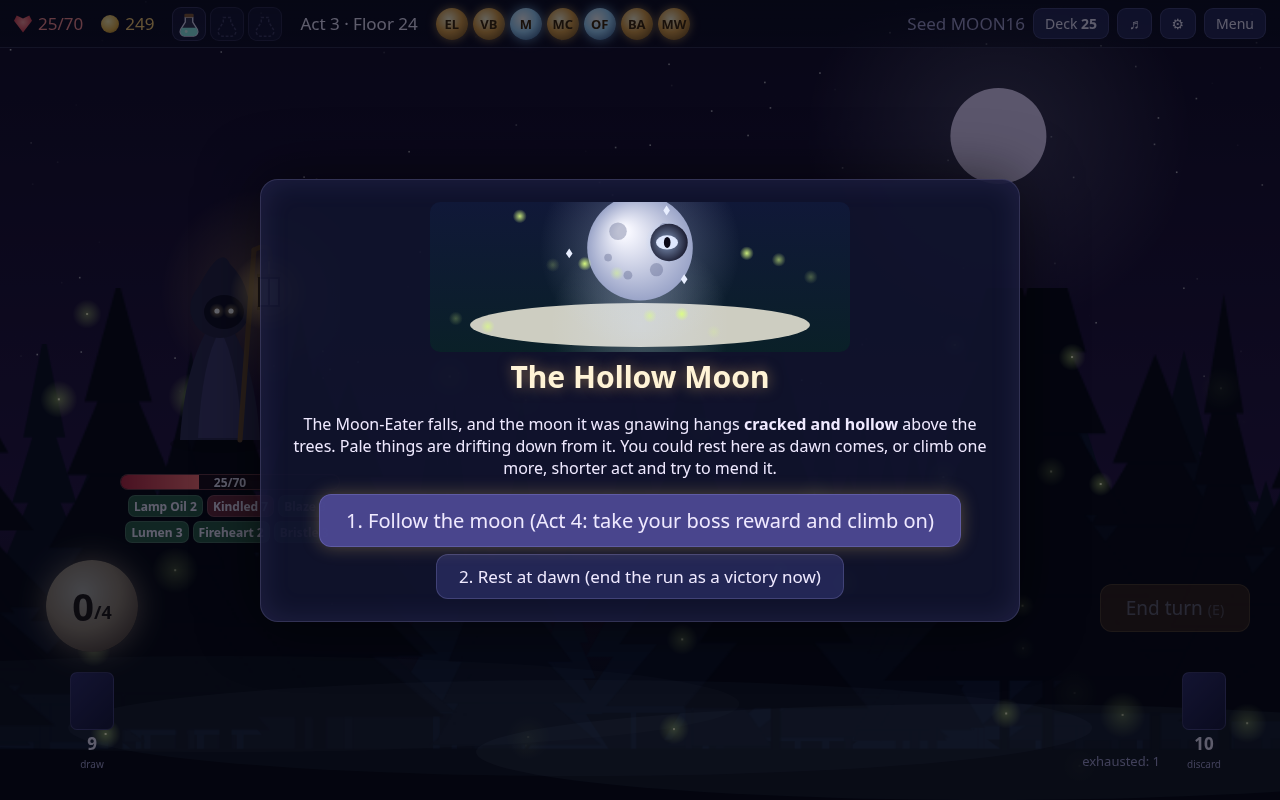 25/70 249 Act 3 · Floor 24 EL VB M MC OF BA MW Seed MOON16 Deck 25 Menu
The Hollow Moon
The Moon-Eater falls, and the moon it was gnawing hangs cracked and hollow above the
trees. Pale things are drifting down from it. You could rest here as dawn comes, or climb one
more, shorter act and try to mend it.
1. Follow the moon (Act 4: take your boss reward and climb on)
2. Rest at dawn (end the run as a victory now)
25/70
Lamp Oil 2 Kindled
Lumen 3 Fireheart 2
0/4
End turn (E)
9
draw
exhausted: 1
10
discard